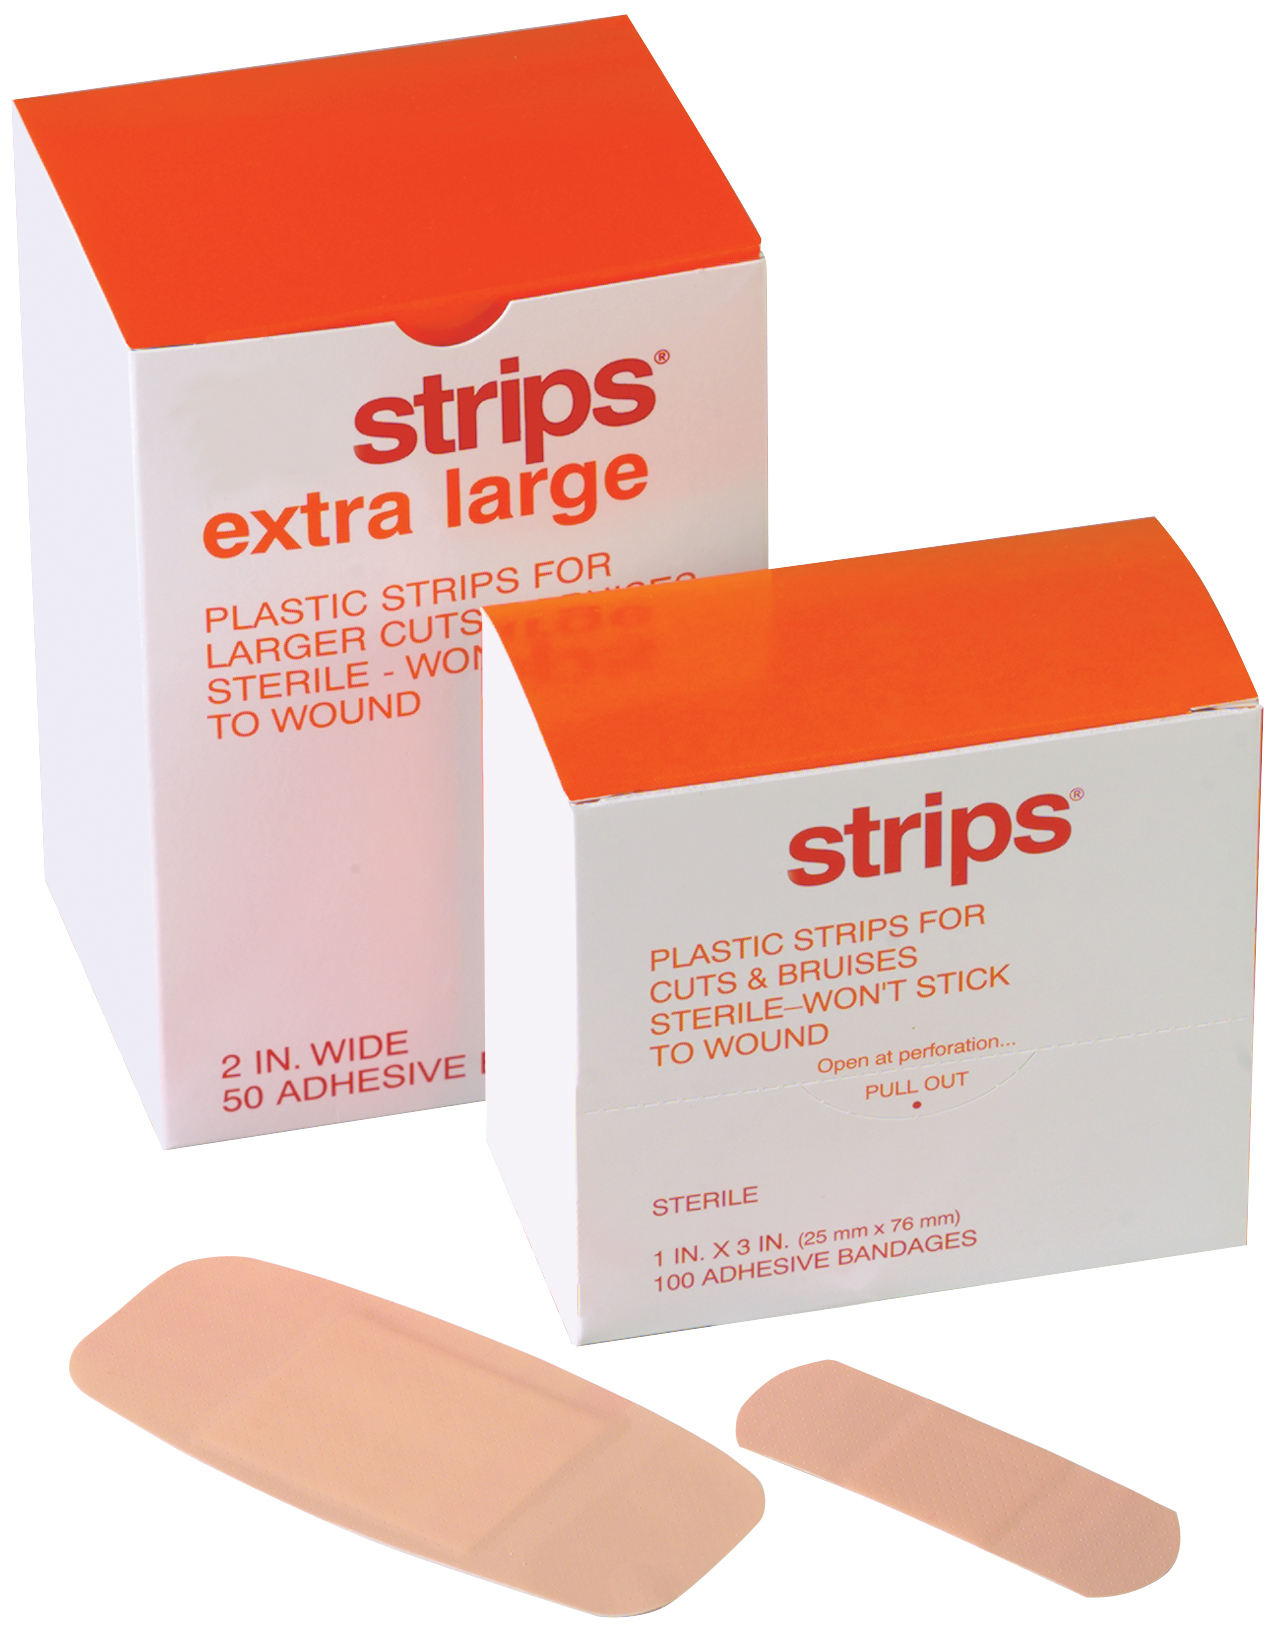 strips®
extra large
PLASTIC STRIPS FOR
LARGER CUTS
STERILE -
TO WOUND
2 IN. WIDE
50 ADHESIVE
strips®
PLASTIC STRIPS FOR
CUTS & BRUISES
STERILE–WON'T STICK
TO WOUND
Open at perforation...
PULL OUT
STERILE
1 IN. X 3 IN. (25 mm x 76 mm)
100 ADHESIVE BANDAGES